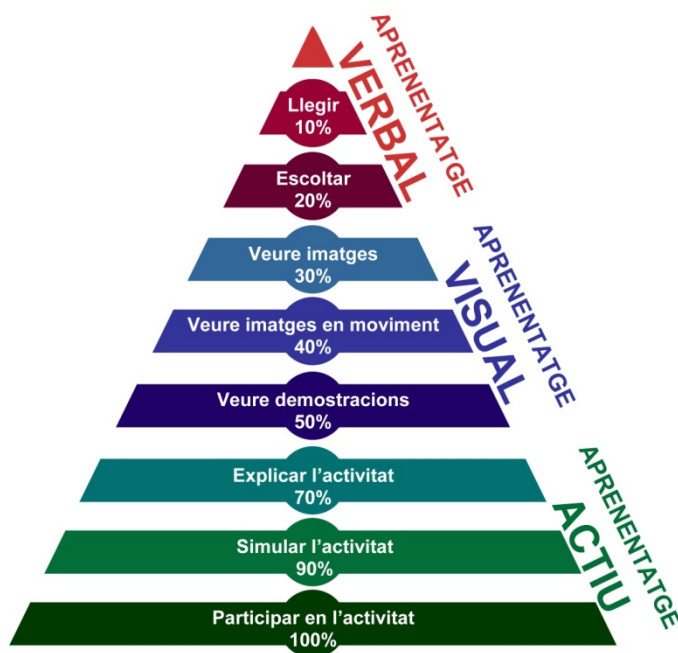 Llegir
10%
Escoltar
20%
APRENENTATGE
VERBAL
Veure imatges
30%
Veure imatges en moviment
40%
Veure demostracions
50%
APRENENTATGE
VISUAL
Explicar l’activitat
70%
Simular l’activitat
90%
Participar en l’activitat
100%
APRENENTATGE
ACTIU